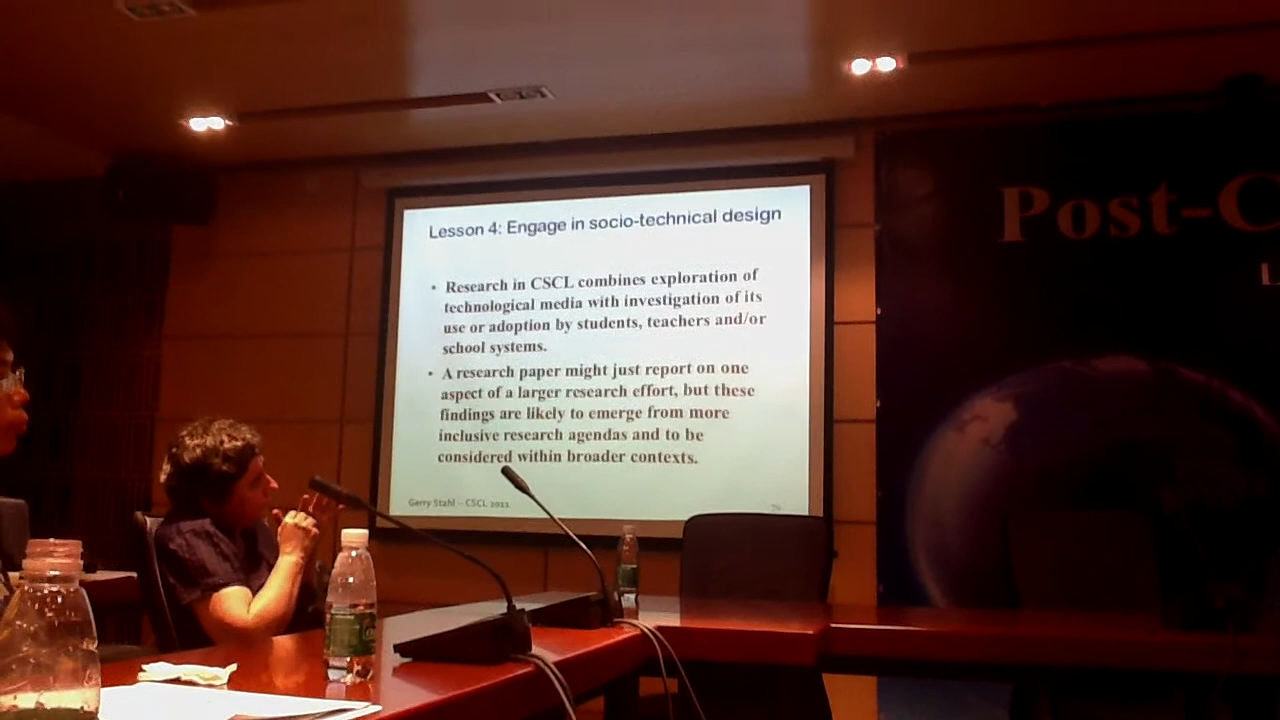 Lesson 4: Engage in socio-technical design
• Research in CSCL combines exploration of
technological media with investigation of its
use or adoption by students, teachers and/or
school systems.
• A research paper might just report on one
aspect of a larger research effort, but these
findings are likely to emerge from more
inclusive research agendas and to be
considered within broader contexts.
Gerry Stahl – CSCL 2011
Post-C
L